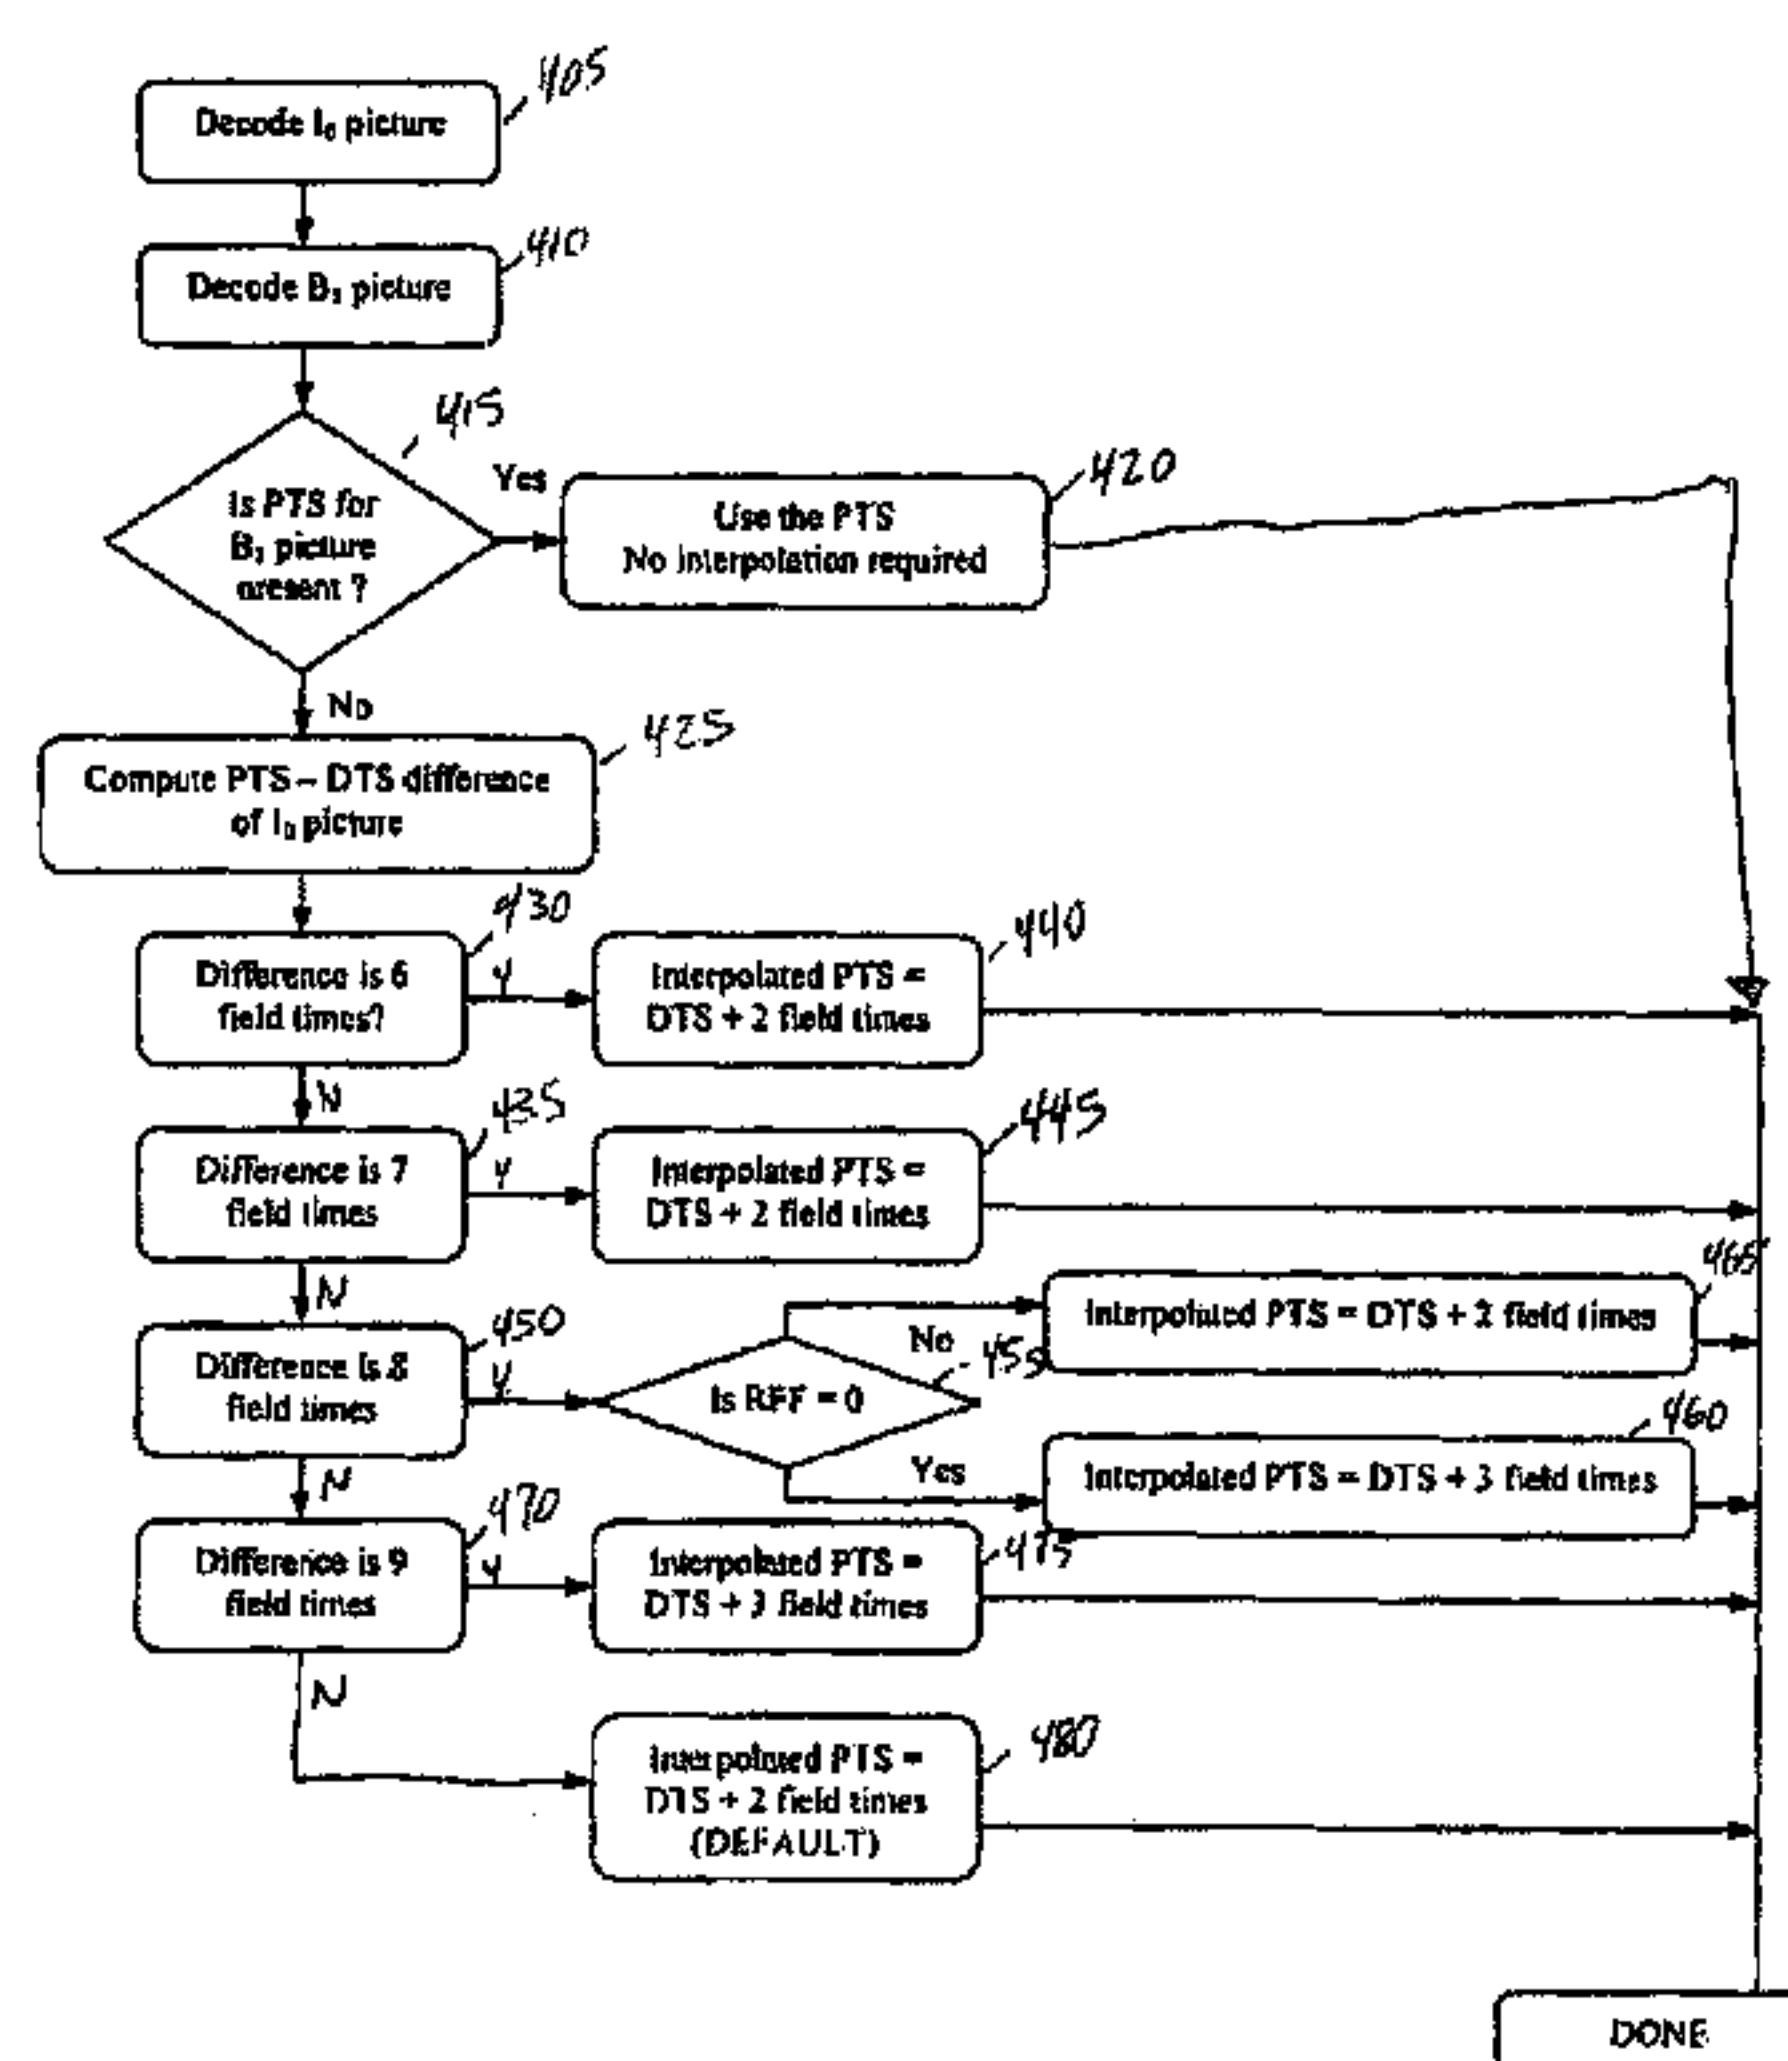 405
Decode I₀ picture
410
Decode B₁ picture
415
Is PTS for
B₁ picture
present ?
Yes
420
Use the PTS
No interpolation required
No
425
Compute PTS – DTS difference
of I₀ picture
430
Difference is 6
field times?
Y
440
Interpolated PTS =
DTS + 2 field times
N
435
Difference is 7
field times
Y
445
Interpolated PTS =
DTS + 2 field times
N
450
Difference is 8
field times
Y
455
Is RFF = 0
No
465
Interpolated PTS = DTS + 2 field times
Yes
460
Interpolated PTS = DTS + 3 field times
N
470
Difference is 9
field times
Y
475
Interpolated PTS =
DTS + 3 field times
N
480
Interpolated PTS =
DTS + 2 field times
(DEFAULT)
DONE